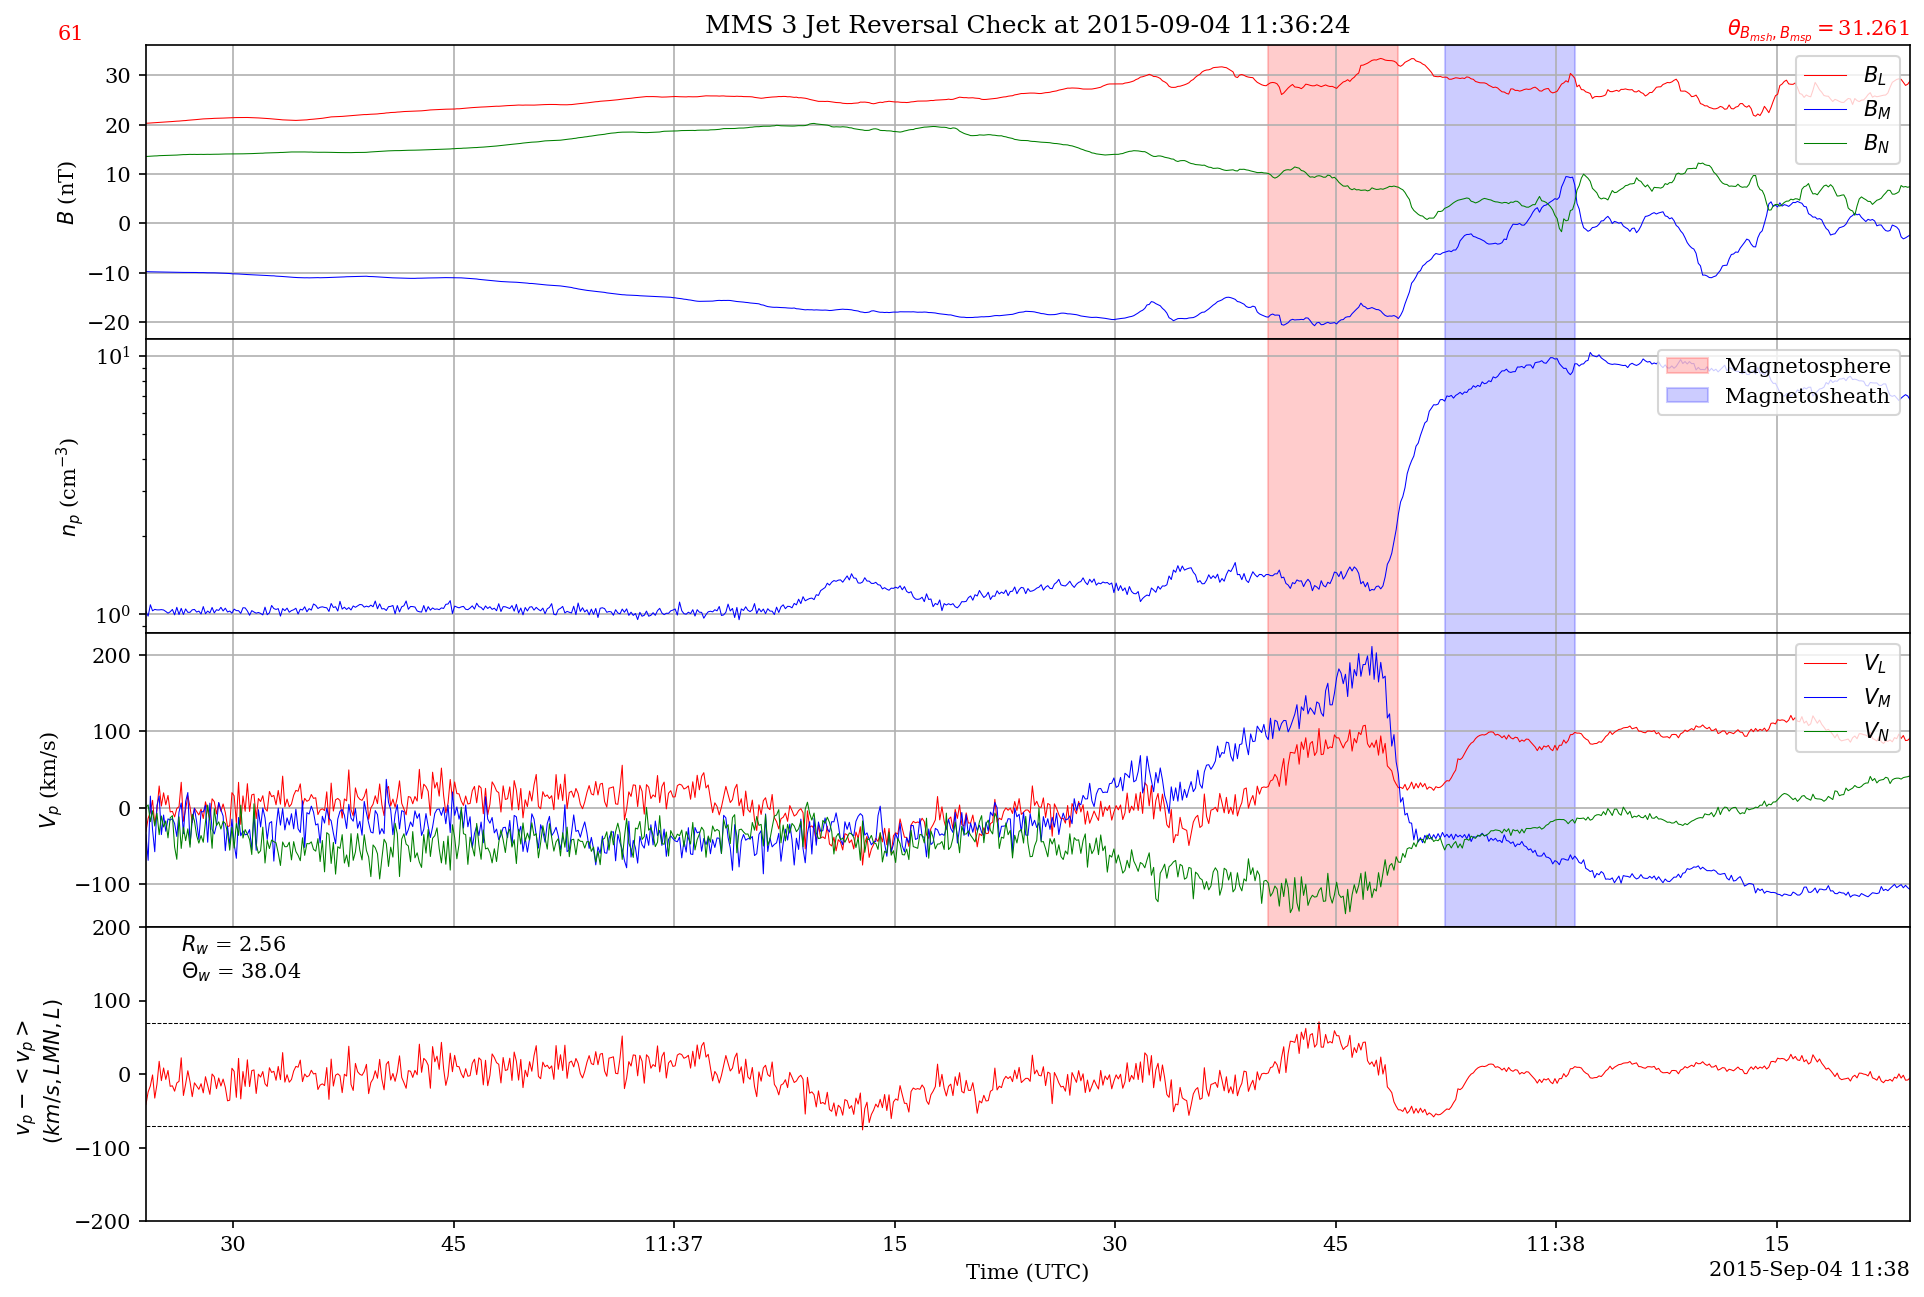 MMS 3 Jet Reversal Check at 2015-09-04 11:36:24
61
θ_{B_{msh}, B_{msp}} = 31.261
30
20
10
0
−10
−20
B (nT)
B_L
B_M
B_N
10^1
10^0
n_p (cm^{−3})
Magnetosphere
Magnetosheath
200
100
0
−100
V_p (km/s)
V_L
V_M
V_N
200
100
0
−100
−200
v_p − < v_p >
(km/s, LMN, L)
R_w = 2.56
Θ_w = 38.04
30
45
11:37
15
30
45
11:38
15
Time (UTC)
2015-Sep-04 11:38